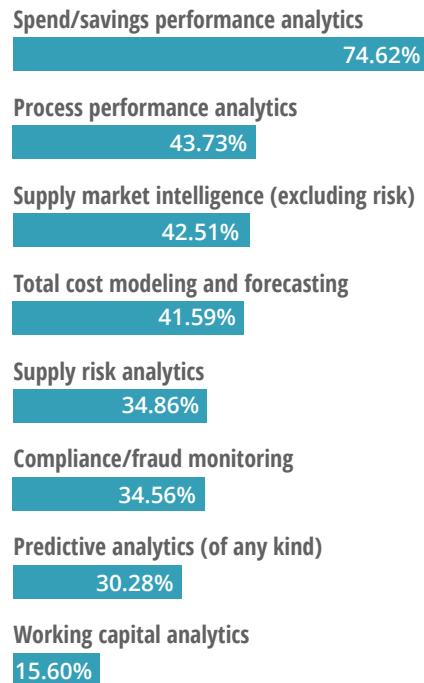 Spend/savings performance analytics
74.62%
Process performance analytics
43.73%
Supply market intelligence (excluding risk)
42.51%
Total cost modeling and forecasting
41.59%
Supply risk analytics
34.86%
Compliance/fraud monitoring
34.56%
Predictive analytics (of any kind)
30.28%
Working capital analytics
15.60%